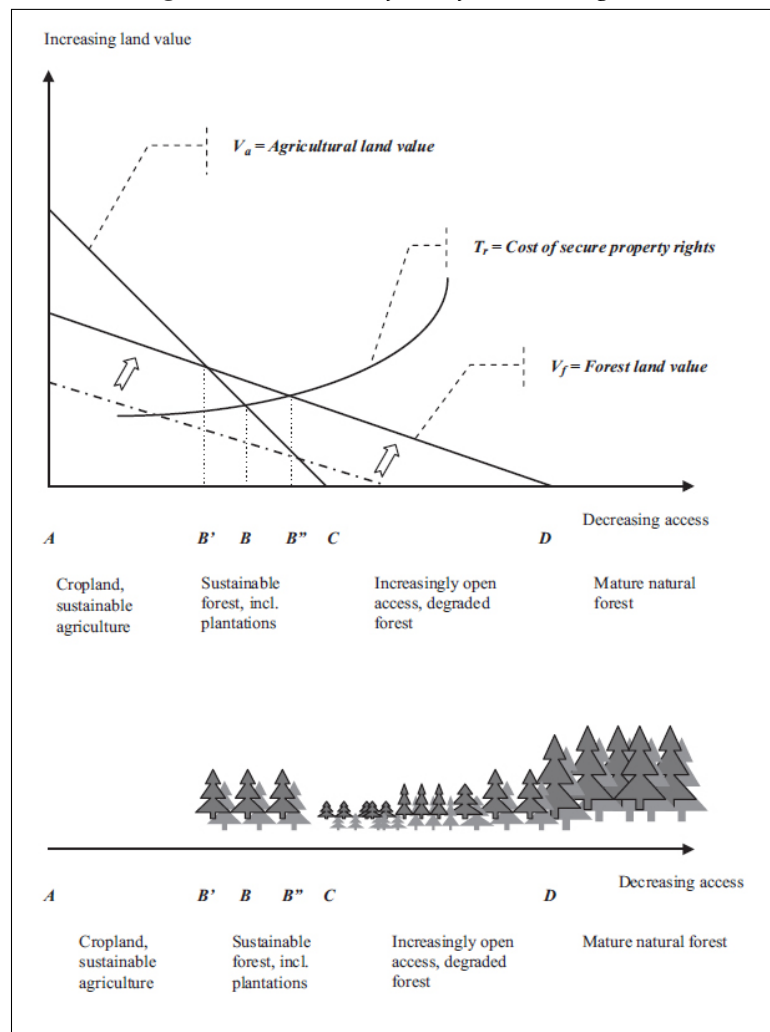 Increasing land value
Va = Agricultural land value
Tr = Cost of secure property rights
Vf = Forest land value
Decreasing access
A B' B B” C D
Cropland,
sustainable
agriculture
Sustainable
forest, incl.
plantations
Increasingly open
access, degraded
forest
Mature natural
forest
Decreasing access
A B' B B” C D
Cropland,
sustainable
agriculture
Sustainable
forest, incl.
plantations
Increasingly open
access, degraded
forest
Mature natural forest